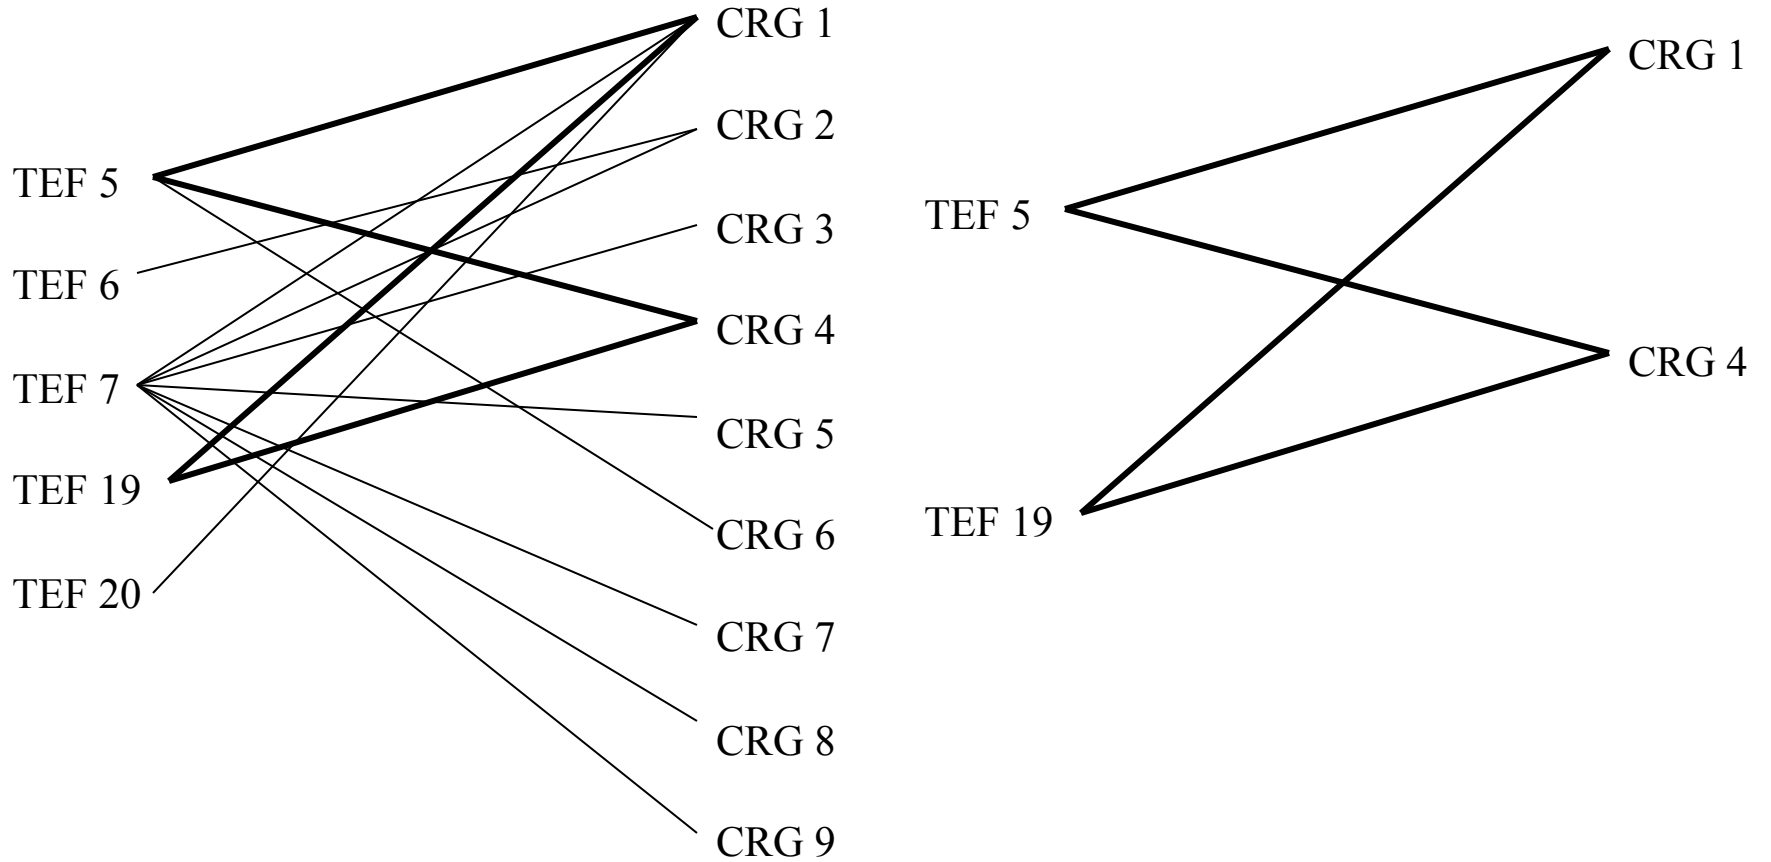 CRG 1
CRG 2
TEF 5
CRG 3
TEF 6
CRG 4
TEF 7
CRG 5
TEF 19
CRG 6
TEF 20
CRG 7
CRG 8
CRG 9
CRG 1
TEF 5
CRG 4
TEF 19